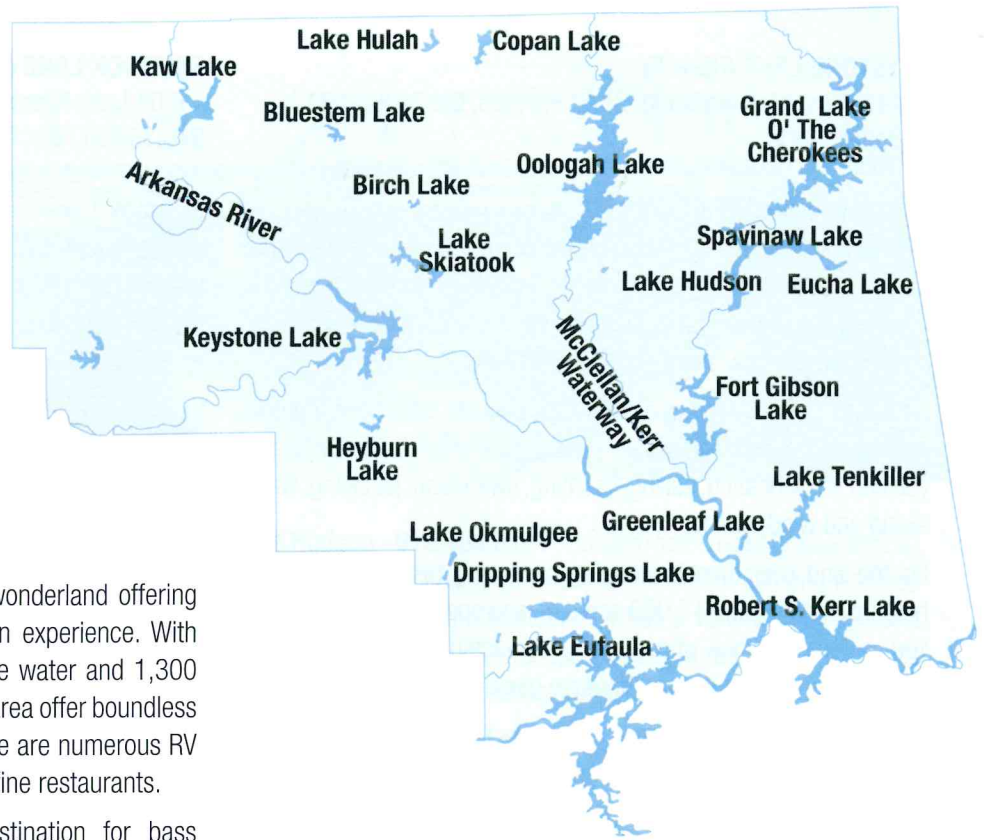 Lake Hulah
Copan Lake
Kaw Lake
Bluestem Lake
Grand Lake
O' The
Cherokees
Oologah Lake
Birch Lake
Arkansas River
Lake
Skiatook
Spavinaw Lake
Lake Hudson
Eucha Lake
Keystone Lake
McClellan/Kerr
Waterway
Fort Gibson
Lake
Heyburn
Lake
Lake Tenkiller
Greenleaf Lake
Lake Okmulgee
Dripping Springs Lake
Robert S. Kerr Lake
Lake Eufaula
wonderland offering
n experience. With
e water and 1,300
rea offer boundless
e are numerous RV
fine restaurants.
stination for bass